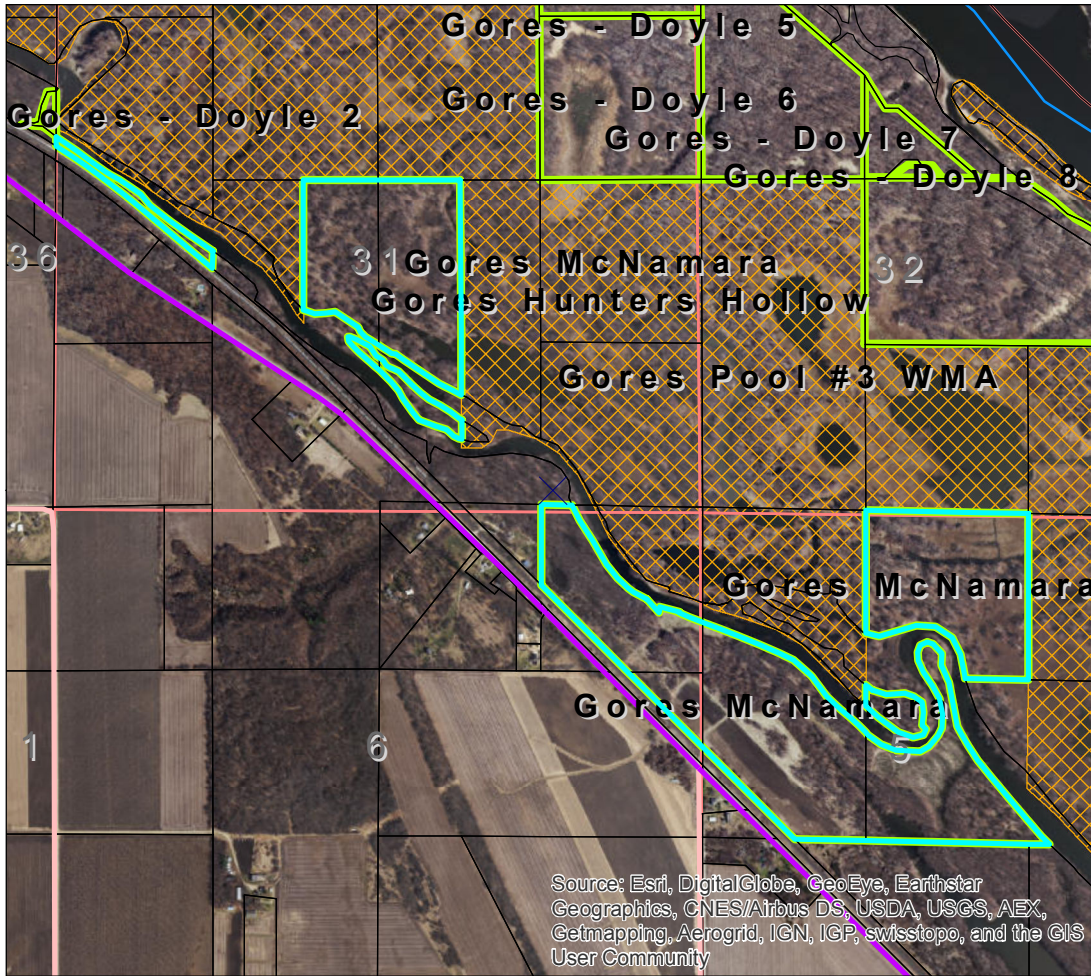 Gores - Doyle 5
Gores - Doyle 6
Gores - Doyle 2
Gores - Doyle 7
Gores - Doyle 8
36
31
Gores McNamara
32
Gores Hunters Hollow
Gores Pool #3 WMA
Gores McNamara
Gores McNamara
1
6
5
Source: Esri, DigitalGlobe, GeoEye, Earthstar
Geographics, CNES/Airbus DS, USDA, USGS, AEX,
Getmapping, Aerogrid, IGN, IGP, swisstopo, and the GIS
User Community